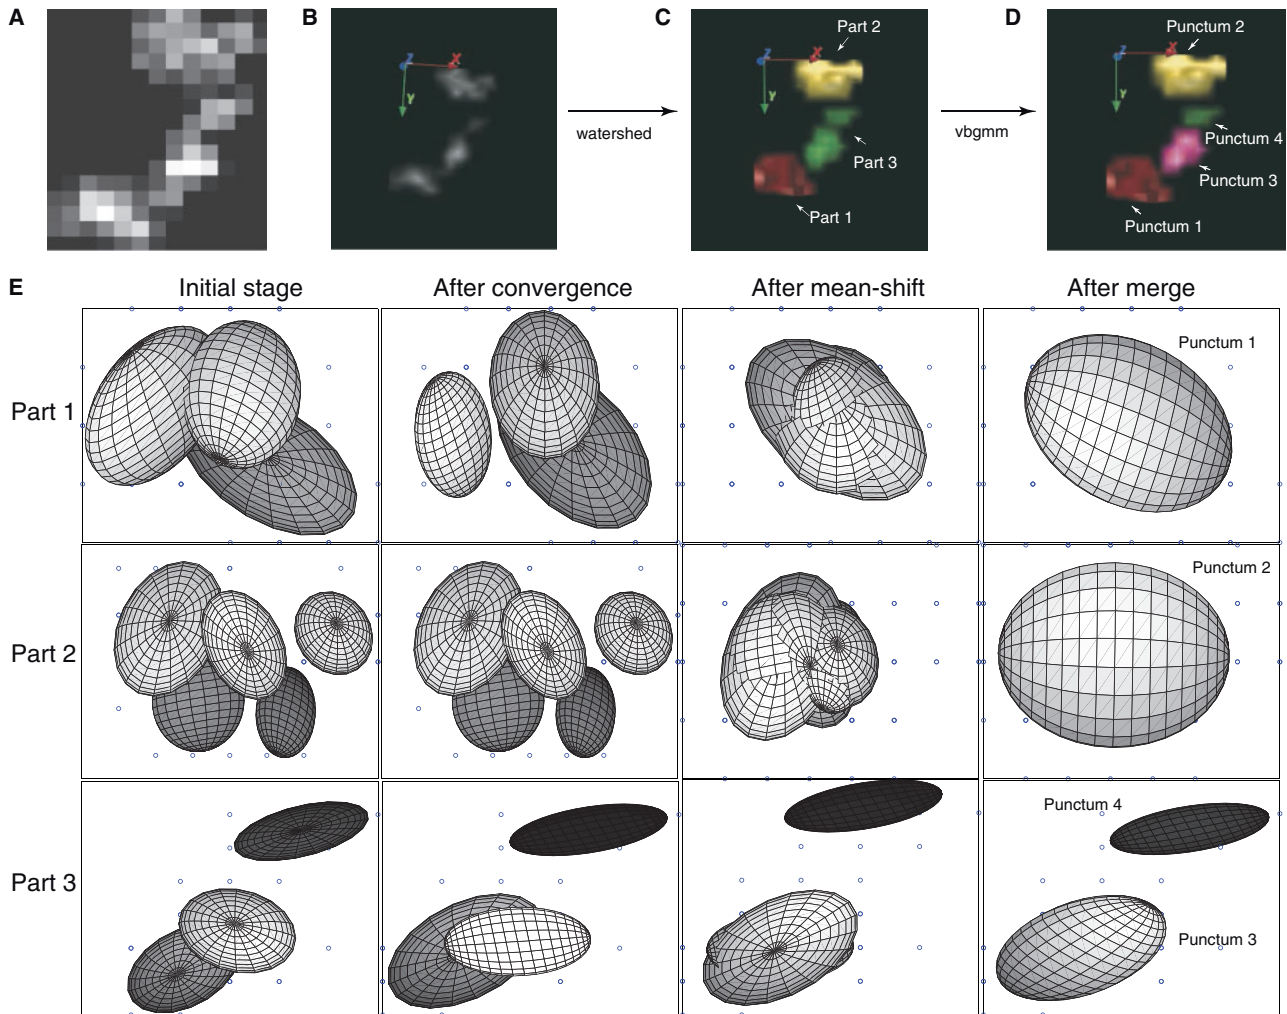 A
B
C
D
Z
X
Y
watershed
Z
X
Y
Part 2
Part 3
Part 1
vbgmm
Z
X
Y
Punctum 2
Punctum 4
Punctum 3
Punctum 1
E
Initial stage
After convergence
After mean-shift
After merge
Part 1
Punctum 1
Part 2
Punctum 2
Part 3
Punctum 4
Punctum 3